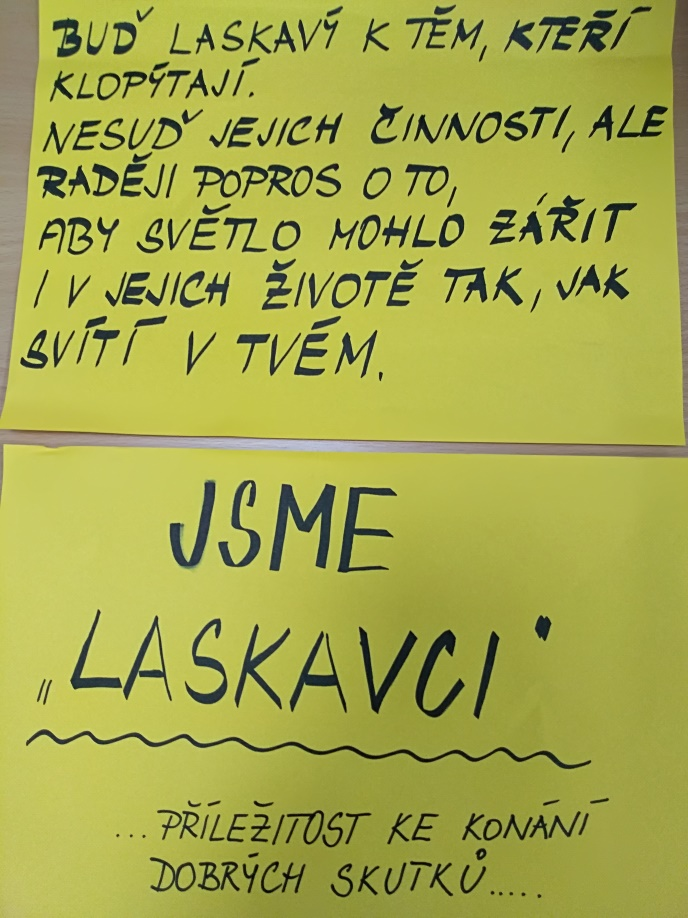 BUĎ LASKAVÝ K TĚM, KTEŘÍ
KLOPÝTAJÍ.
NESUĎ JEJICH ČINNOSTI, ALE
RADĚJI POPROS O TO,
ABY SVĚTLO MOHLO ZÁŘIT
I V JEJICH ŽIVOTĚ TAK, JAK
SVÍTÍ V TVÉM.
JSME
„LASKAVCI"
...PŘÍLEŽITOST KE KONÁNÍ
DOBRÝCH SKUTKŮ.....